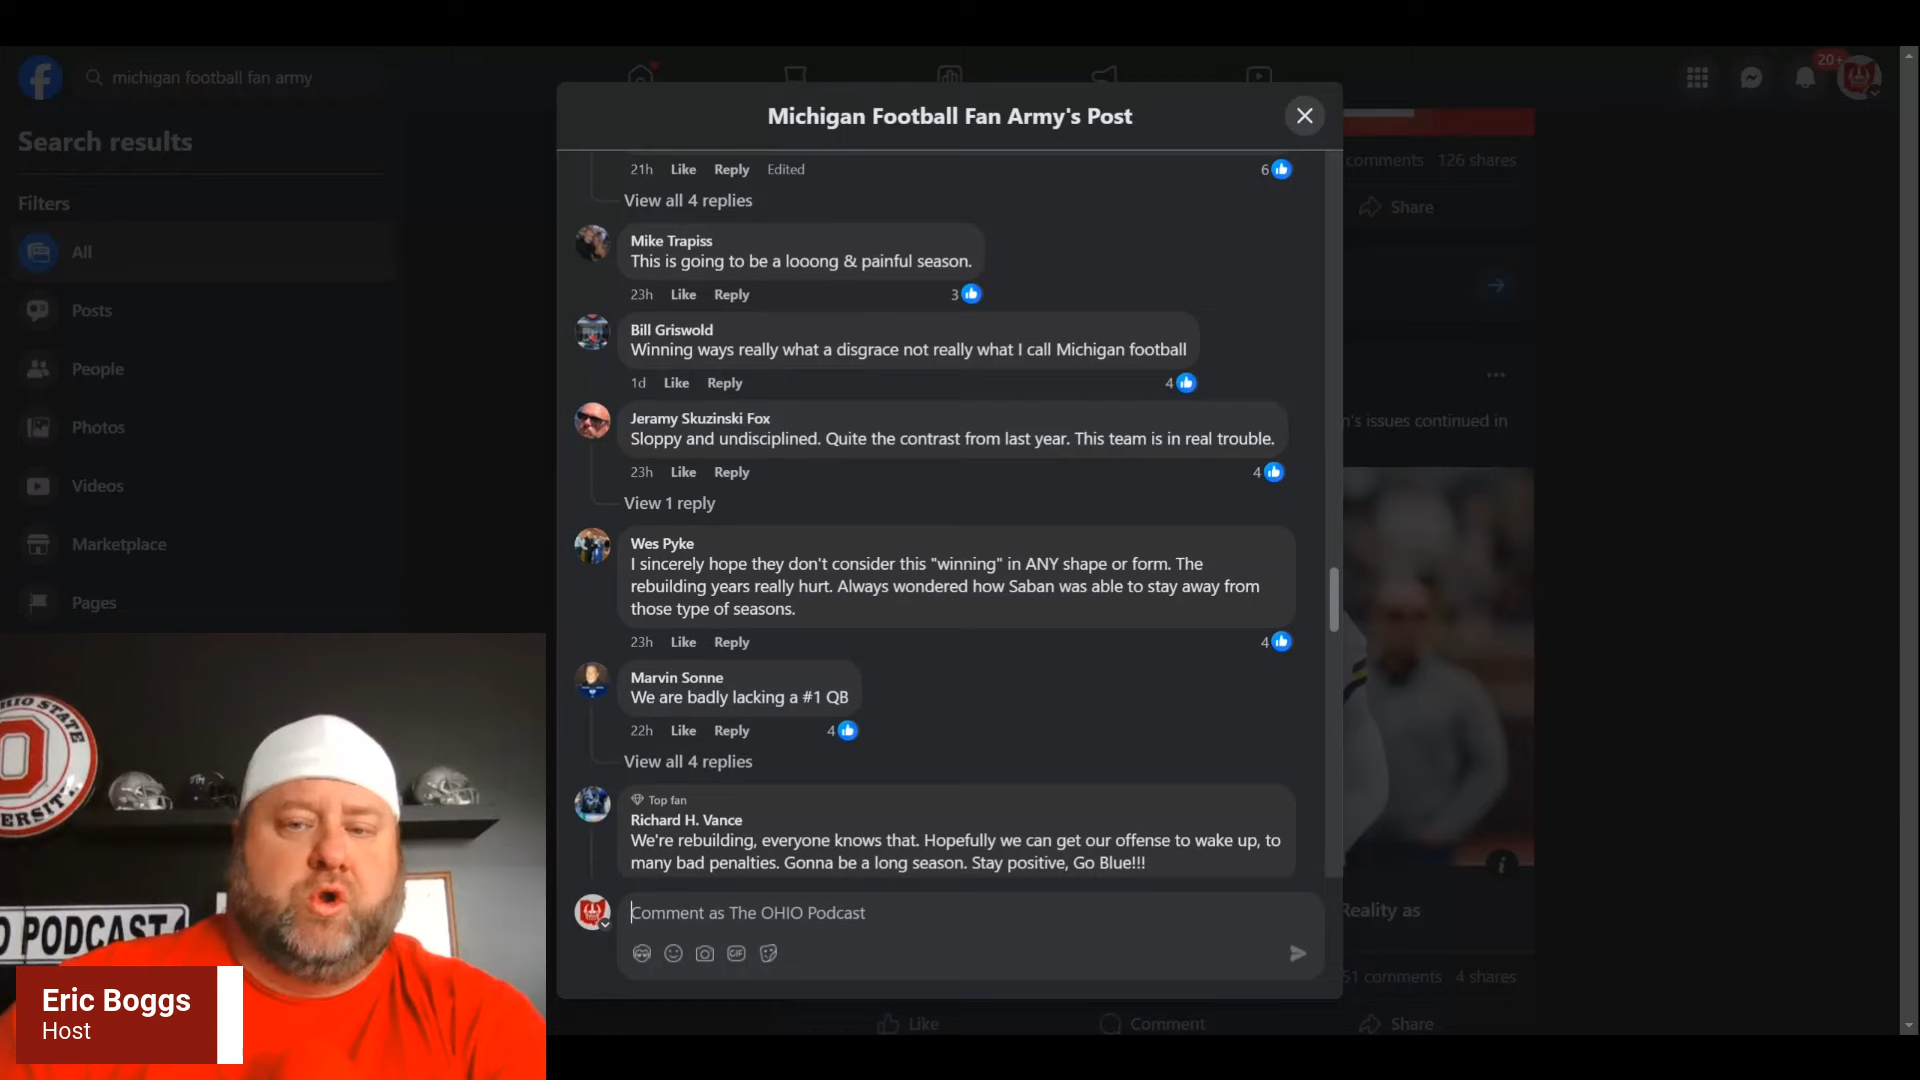 michigan football fan army
20+
Search results
Filters
All
Posts
People
Photos
Videos
Marketplace
Pages
Michigan Football Fan Army's Post
21h Like Reply Edited 6
View all 4 replies
Mike Trapiss
This is going to be a looong & painful season.
23h Like Reply 3
Bill Griswold
Winning ways really what a disgrace not really what I call Michigan football
1d Like Reply 4
Jeramy Skuzinski Fox
Sloppy and undisciplined. Quite the contrast from last year. This team is in real trouble.
23h Like Reply 4
View 1 reply
Wes Pyke
I sincerely hope they don't consider this "winning" in ANY shape or form. The
rebuilding years really hurt. Always wondered how Saban was able to stay away from
those type of seasons.
23h Like Reply 4
Marvin Sonne
We are badly lacking a #1 QB
22h Like Reply 4
View all 4 replies
Top fan
Richard H. Vance
We're rebuilding, everyone knows that. Hopefully we can get our offense to wake up, to
many bad penalties. Gonna be a long season. Stay positive, Go Blue!!!
Comment as The OHIO Podcast
GIF
comments 126 shares
Share
n's issues continued in
Reality as
51 comments 4 shares
Like Comment Share
HIO STATE
O
ERSITY
O PODCAST
Eric Boggs
Host